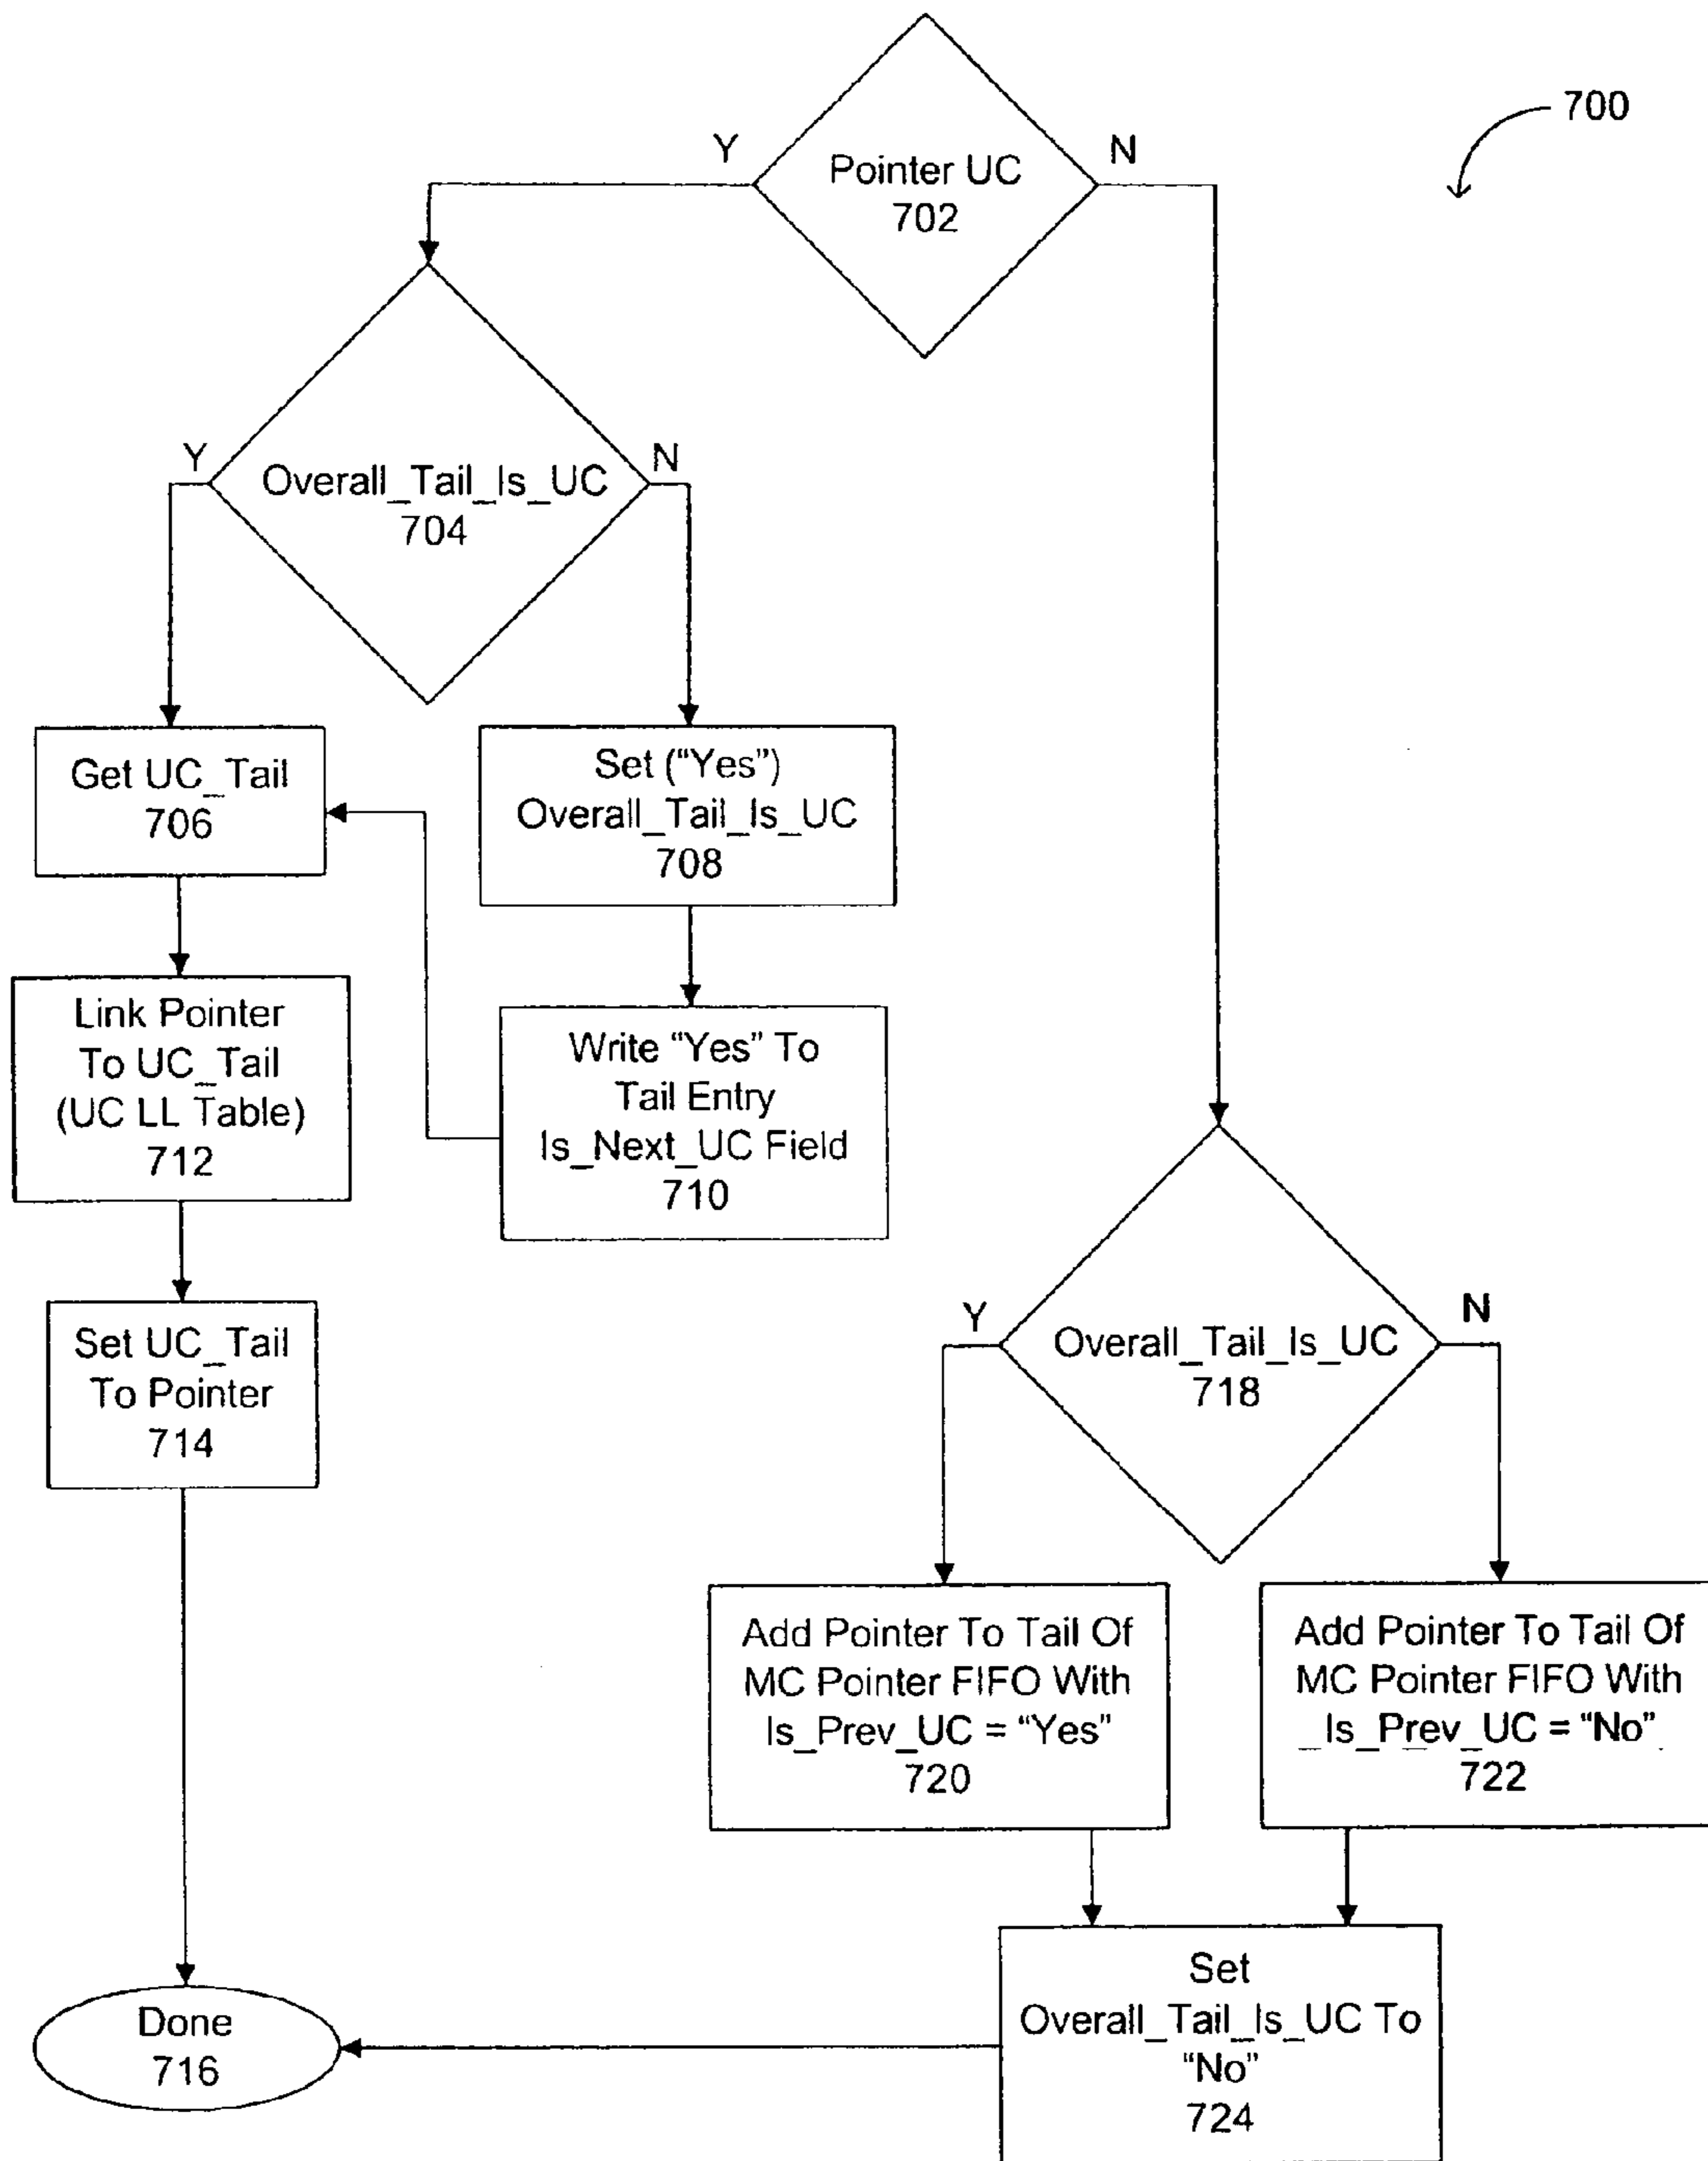 700
Y
N
Pointer UC
702
Y
N
Overall_Tail_Is_UC
704
Get UC_Tail
706
Set (“Yes”)
Overall_Tail_Is_UC
708
Link Pointer
To UC_Tail
(UC LL Table)
712
Write “Yes” To
Tail Entry
Is_Next_UC Field
710
Set UC_Tail
To Pointer
714
Y
N
Overall_Tail_Is_UC
718
Add Pointer To Tail Of
MC Pointer FIFO With
Is_Prev_UC = “Yes”
720
Add Pointer To Tail Of
MC Pointer FIFO With
_Is_Prev_UC = “No”
722
Done
716
Set
Overall_Tail_Is_UC To
“No”
724